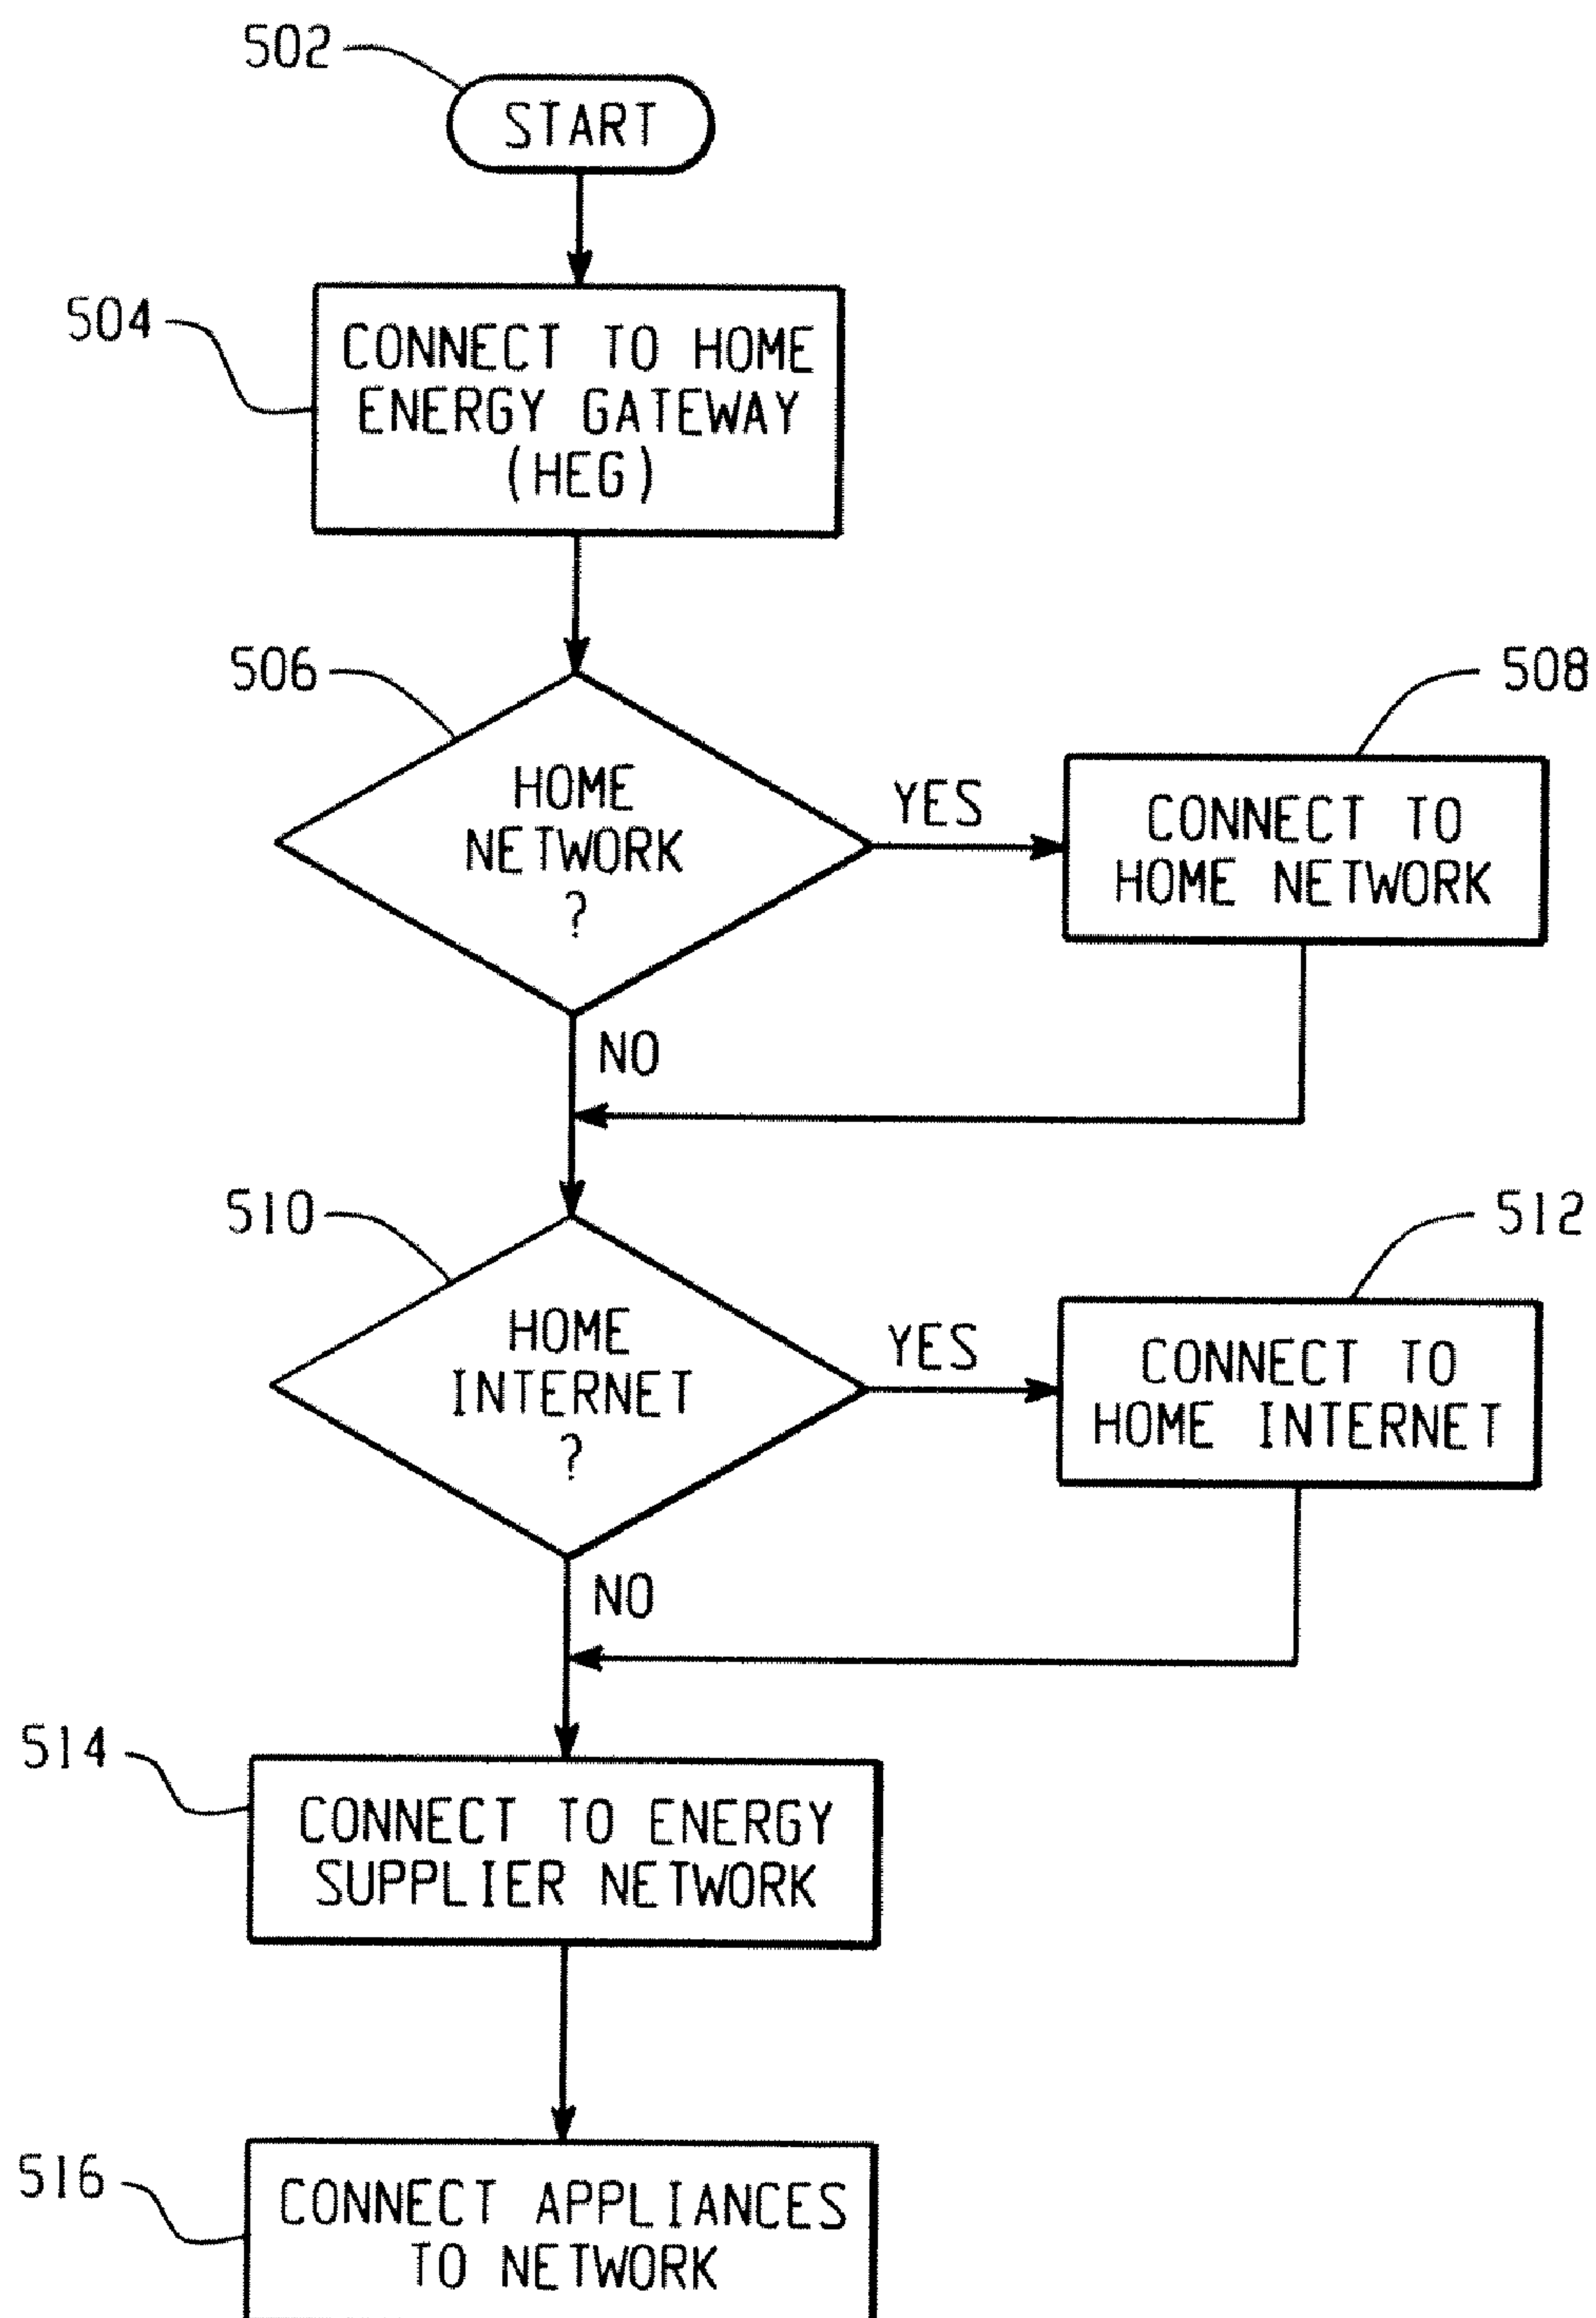 502
START
504
CONNECT TO HOME
ENERGY GATEWAY
(HEG)
506
HOME
NETWORK
?
YES
508
CONNECT TO
HOME NETWORK
NO
510
HOME
INTERNET
?
YES
512
CONNECT TO
HOME INTERNET
NO
514
CONNECT TO ENERGY
SUPPLIER NETWORK
516
CONNECT APPLIANCES
TO NETWORK